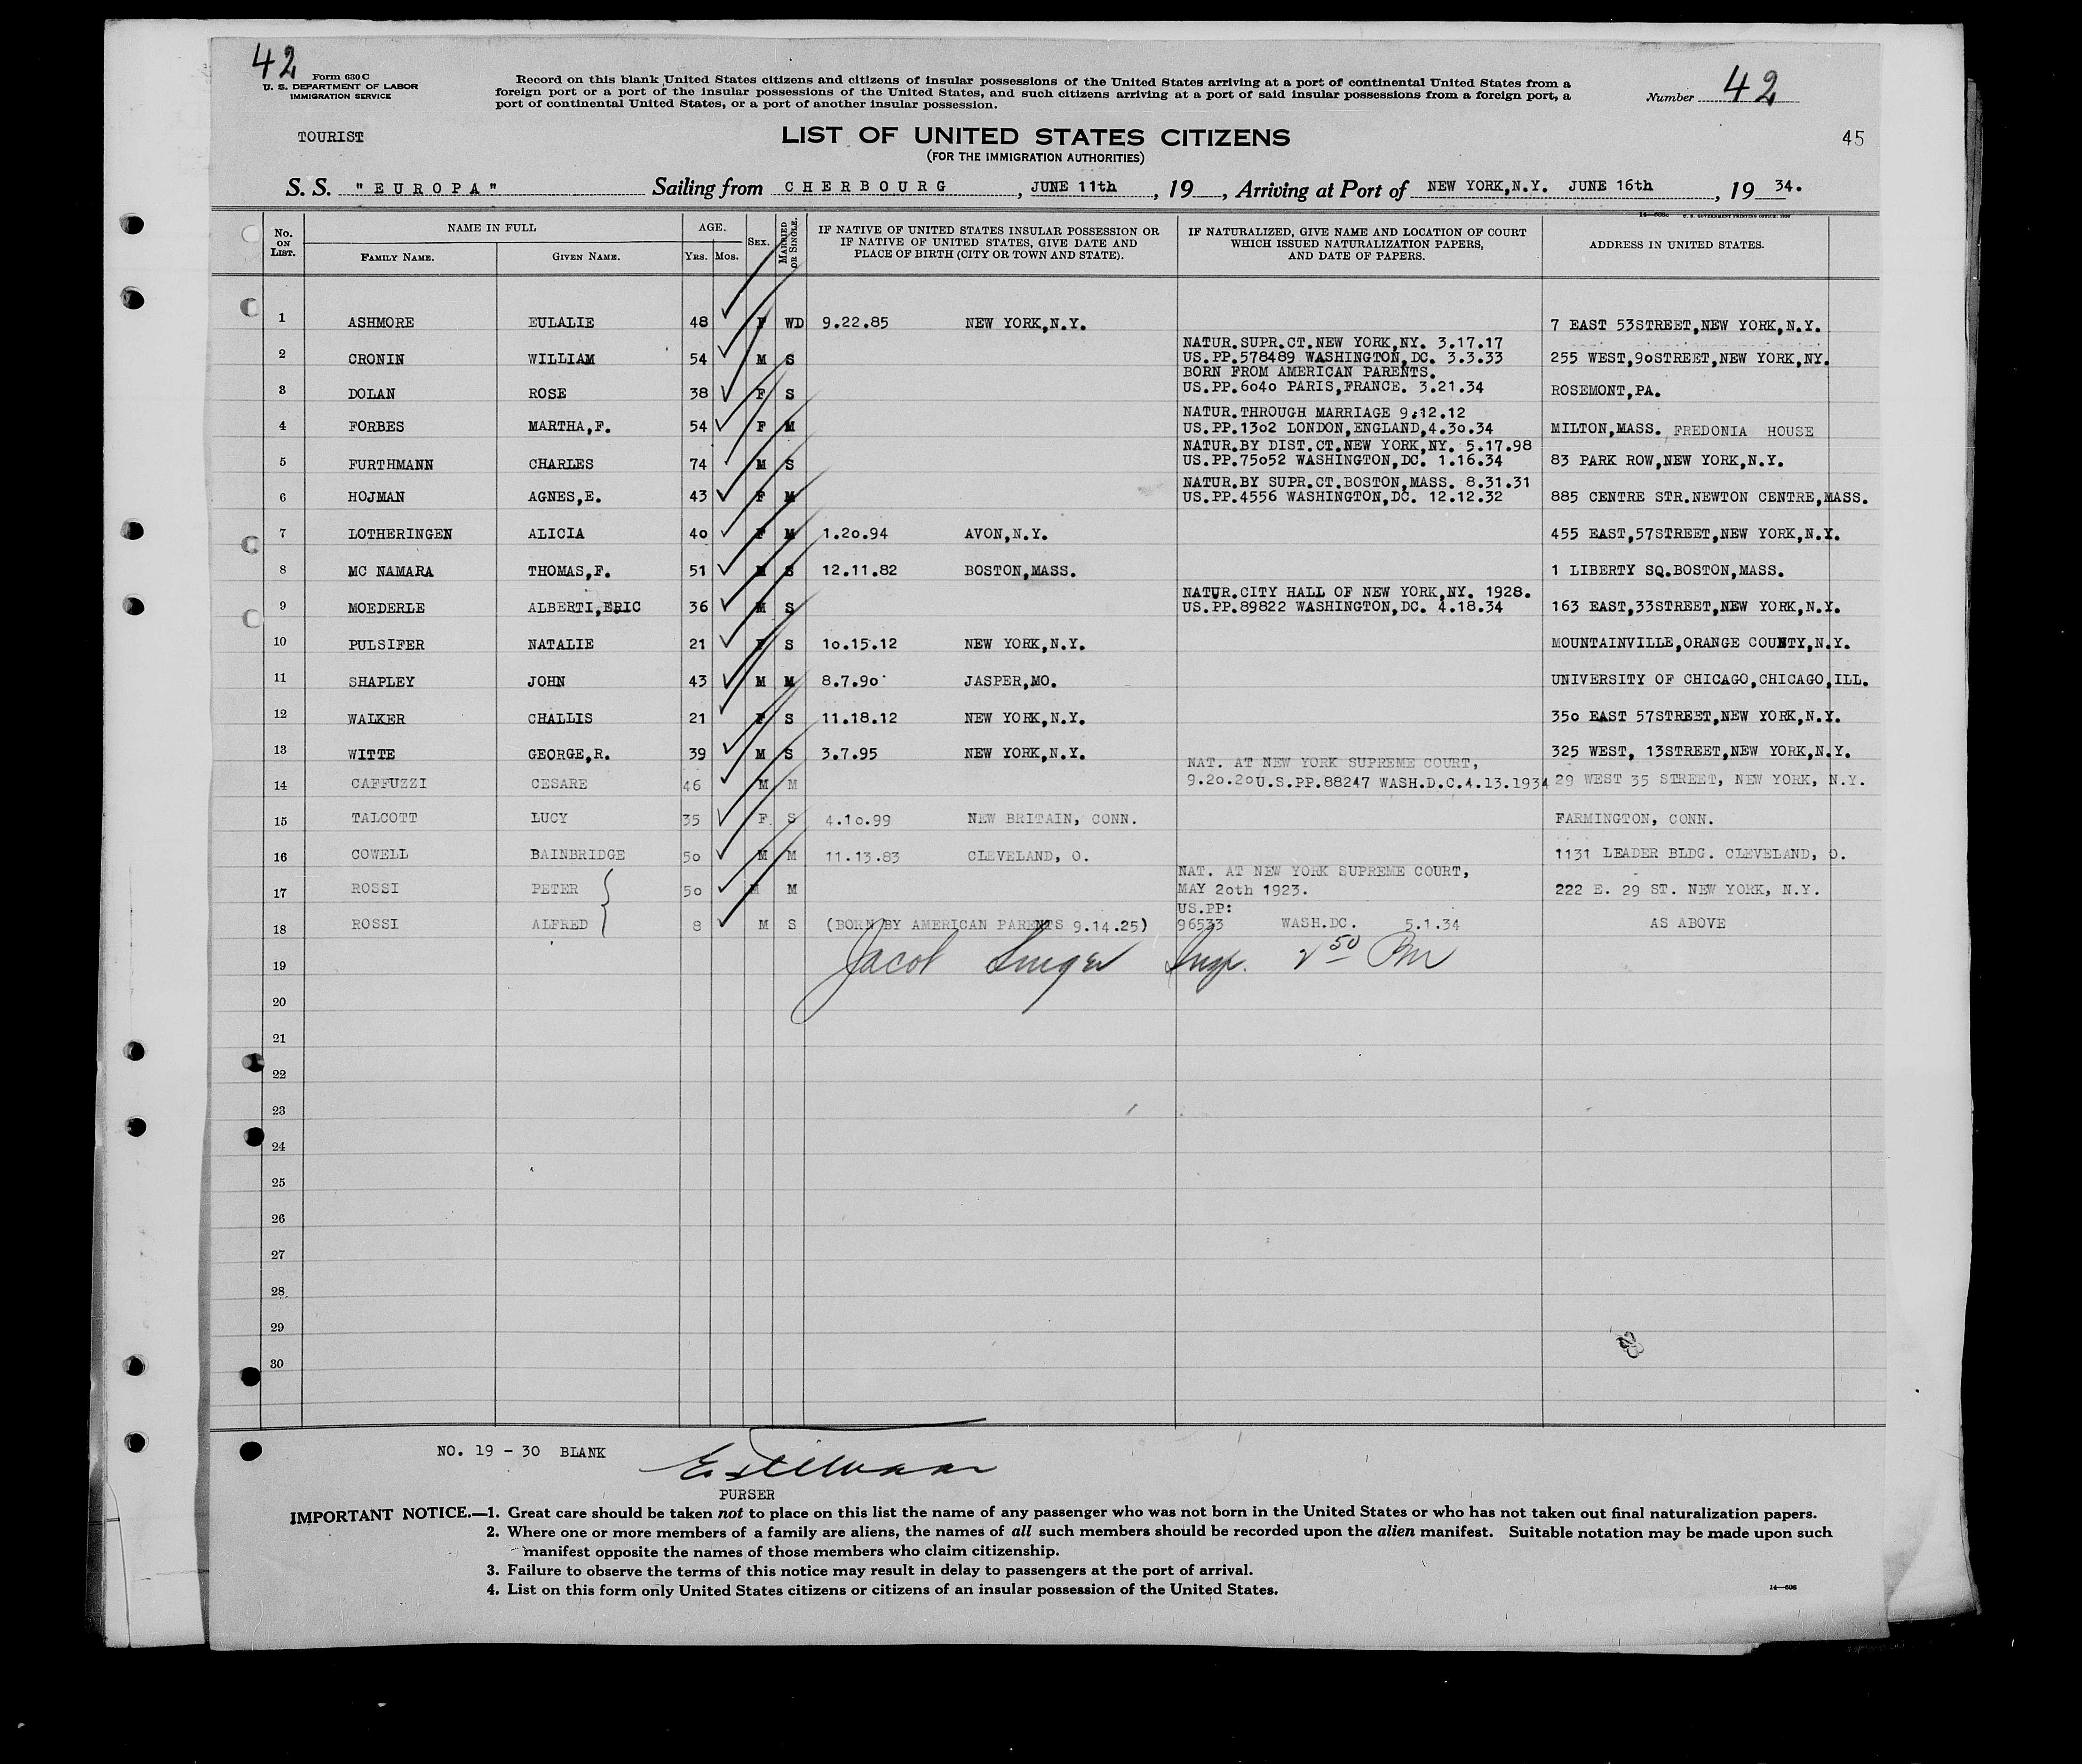 42
Form 630 C
U. S. DEPARTMENT OF LABOR
IMMIGRATION SERVICE
Record on this blank United States citizens and citizens of insular possessions of the United States arriving at a port of continental United States from a
foreign port or a port of the insular possessions of the United States, and such citizens arriving at a port of said insular possessions from a foreign port, a
port of continental United States, or a port of another insular possession.
Number 42
TOURIST
LIST OF UNITED STATES CITIZENS
(FOR THE IMMIGRATION AUTHORITIES)
45
S. S. "EUROPA" Sailing from CHERBOURG, JUNE 11th, 19 , Arriving at Port of NEW YORK,N.Y. JUNE 16th, 19 34.
No. ON LIST. NAME IN FULL AGE. SEX. MARRIED OR SINGLE. IF NATIVE OF UNITED STATES INSULAR POSSESSION OR IF NATIVE OF UNITED STATES, GIVE DATE AND PLACE OF BIRTH (CITY OR TOWN AND STATE). IF NATURALIZED, GIVE NAME AND LOCATION OF COURT WHICH ISSUED NATURALIZATION PAPERS, AND DATE OF PAPERS. ADDRESS IN UNITED STATES.
FAMILY NAME. GIVEN NAME. YRS. MOS.
1 ASHMORE EULALIE 48 F WD 9.22.85 NEW YORK,N.Y. 7 EAST 53STREET,NEW YORK,N.Y.
NATUR.SUPR.CT.NEW YORK,NY. 3.17.17
2 CRONIN WILLIAM 54 M S US.PP.578489 WASHINGTON,DC. 3.3.33 255 WEST,90STREET,NEW YORK,NY.
BORN FROM AMERICAN PARENTS.
3 DOLAN ROSE 38 F S US.PP.6040 PARIS,FRANCE. 3.21.34 ROSEMONT,PA.
NATUR.THROUGH MARRIAGE 9.12.12
4 FORBES MARTHA,F. 54 F M US.PP.1302 LONDON,ENGLAND,4.30.34 MILTON,MASS. FREDONIA HOUSE
NATUR.BY DIST.CT.NEW YORK,NY. 5.17.98
5 FURTHMANN CHARLES 74 M S US.PP.75052 WASHINGTON,DC. 1.16.34 83 PARK ROW,NEW YORK,N.Y.
NATUR.BY SUPR.CT.BOSTON,MASS. 8.31.31
6 HOJMAN AGNES,E. 43 F M US.PP.4556 WASHINGTON,DC. 12.12.32 885 CENTRE STR.NEWTON CENTRE,MASS.
7 LOTHERINGEN ALICIA 40 F M 1.20.94 AVON,N.Y. 455 EAST,57STREET,NEW YORK,N.Y.
8 MC NAMARA THOMAS,F. 51 M S 12.11.82 BOSTON,MASS. 1 LIBERTY SQ.BOSTON,MASS.
NATUR.CITY HALL OF NEW YORK,NY. 1928.
9 MOEDERLE ALBERTI,ERIC 36 M S US.PP.89822 WASHINGTON,DC. 4.18.34 163 EAST,33STREET,NEW YORK,N.Y.
10 PULSIFER NATALIE 21 F S 10.15.12 NEW YORK,N.Y. MOUNTAINVILLE,ORANGE COUNTY,N.Y.
11 SHAPLEY JOHN 43 M M 8.7.90 JASPER,MO. UNIVERSITY OF CHICAGO,CHICAGO,ILL.
12 WALKER CHALLIS 21 F S 11.18.12 NEW YORK,N.Y. 350 EAST 57STREET,NEW YORK,N.Y.
13 WITTE GEORGE,R. 39 M S 3.7.95 NEW YORK,N.Y. 325 WEST, 13STREET,NEW YORK,N.Y.
NAT. AT NEW YORK SUPREME COURT,
14 CAFFUZZI CESARE 46 M M 9.20.20U.S.PP.88247 WASH.D.C.4.13.1934 29 WEST 35 STREET, NEW YORK, N.Y.
15 TALCOTT LUCY 35 F S 4.10.99 NEW BRITAIN, CONN. FARMINGTON, CONN.
16 COWELL BAINBRIDGE 50 M M 11.13.83 CLEVELAND, O. 1131 LEADER BLDG. CLEVELAND, O.
NAT. AT NEW YORK SUPREME COURT,
17 ROSSI PETER 50 M M MAY 20th 1923. 222 E. 29 ST. NEW YORK, N.Y.
US.PP:
18 ROSSI ALFRED 8 M S (BORN BY AMERICAN PARENTS 9.14.25) 96533 WASH.DC. 5.1.34 AS ABOVE
19 Jacob Singer Insp. 2 50 PM
20
21
22
23
24
25
26
27
28
29
30
NO. 19 - 30 BLANK
PURSER
IMPORTANT NOTICE.—1. Great care should be taken not to place on this list the name of any passenger who was not born in the United States or who has not taken out final naturalization papers.
2. Where one or more members of a family are aliens, the names of all such members should be recorded upon the alien manifest. Suitable notation may be made upon such
manifest opposite the names of those members who claim citizenship.
3. Failure to observe the terms of this notice may result in delay to passengers at the port of arrival.
4. List on this form only United States citizens or citizens of an insular possession of the United States.